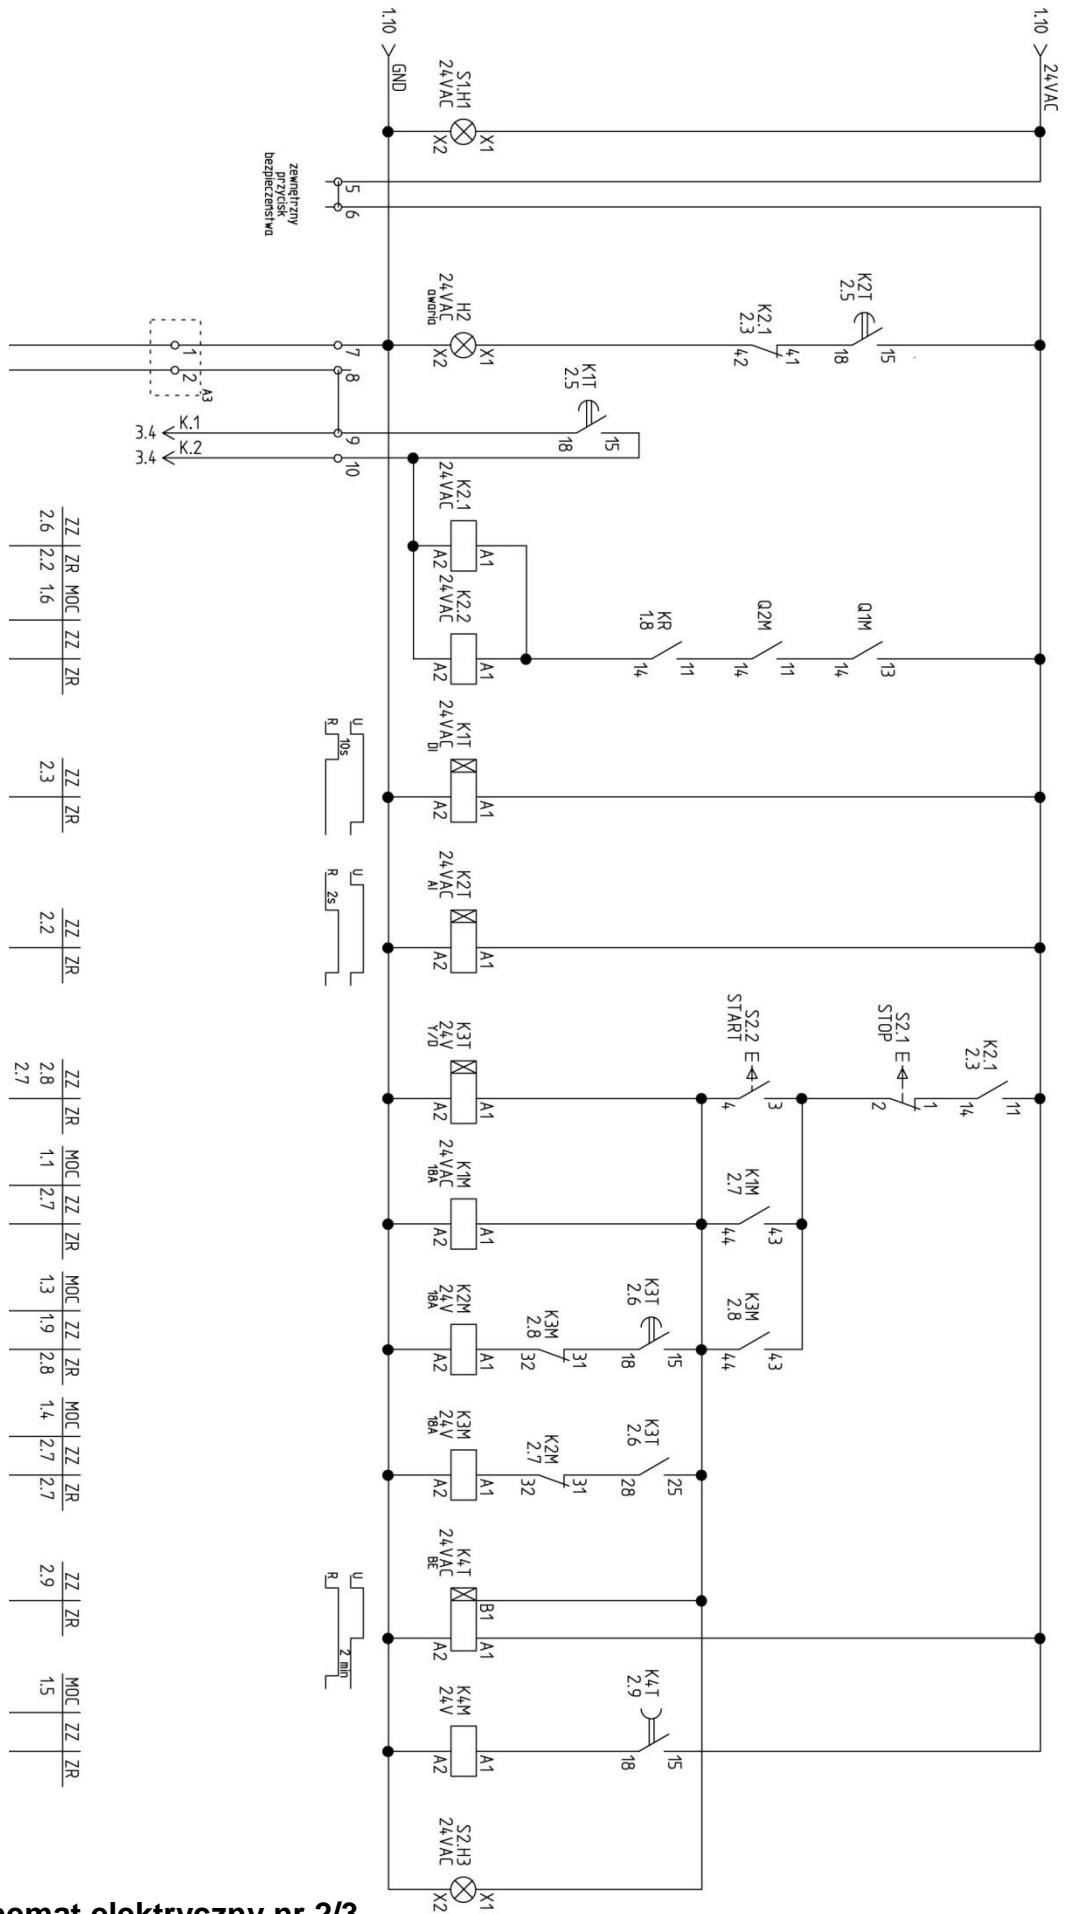 1.10
24VAC
1.10
GND
S1.H1
24VAC
X1
X2
5
6
zewnętrzny
przycisk
bezpieczeństwa
K2T
2.5
15
18
K2.1
2.3
41
42
H2
24VAC
awaria
X1
X2
7
8
1
2
A3
K1T
2.5
15
18
9
10
K.1
3.4
K.2
3.4
K2.1
24VAC
A1
A2
K2.2
24VAC
A1
A2
Q1M
13
14
Q2M
11
14
KR
1.8
11
14
ZZ
ZR
MOC
ZZ
ZR
2.6
2.2
1.6
K1T
24VAC
DI
A1
A2
U
R
10s
ZZ
ZR
2.3
K2T
24VAC
AI
A1
A2
U
R
2s
ZZ
ZR
2.2
K2.1
2.3
11
14
S2.1
STOP
E
1
2
S2.2
START
E
3
4
K3T
24V
Y/D
A1
A2
ZZ
ZR
2.8
2.7
K1M
2.7
43
44
K1M
24VAC
18A
A1
A2
MOC
ZZ
ZR
1.1
2.7
K3M
2.8
43
44
K3T
2.6
15
18
K3M
2.8
31
32
K2M
24V
18A
A1
A2
MOC
ZZ
ZR
1.3
1.9
2.8
K3T
2.6
25
28
K2M
2.7
31
32
K3M
24V
18A
A1
A2
MOC
ZZ
ZR
1.4
2.7
2.7
K4T
24VAC
BE
B1
A1
A2
U
R
2 min
ZZ
ZR
2.9
K4T
2.9
15
18
K4M
24V
A1
A2
MOC
ZZ
ZR
1.5
S2.H3
24VAC
X1
X2
elektryczny nr 2/3